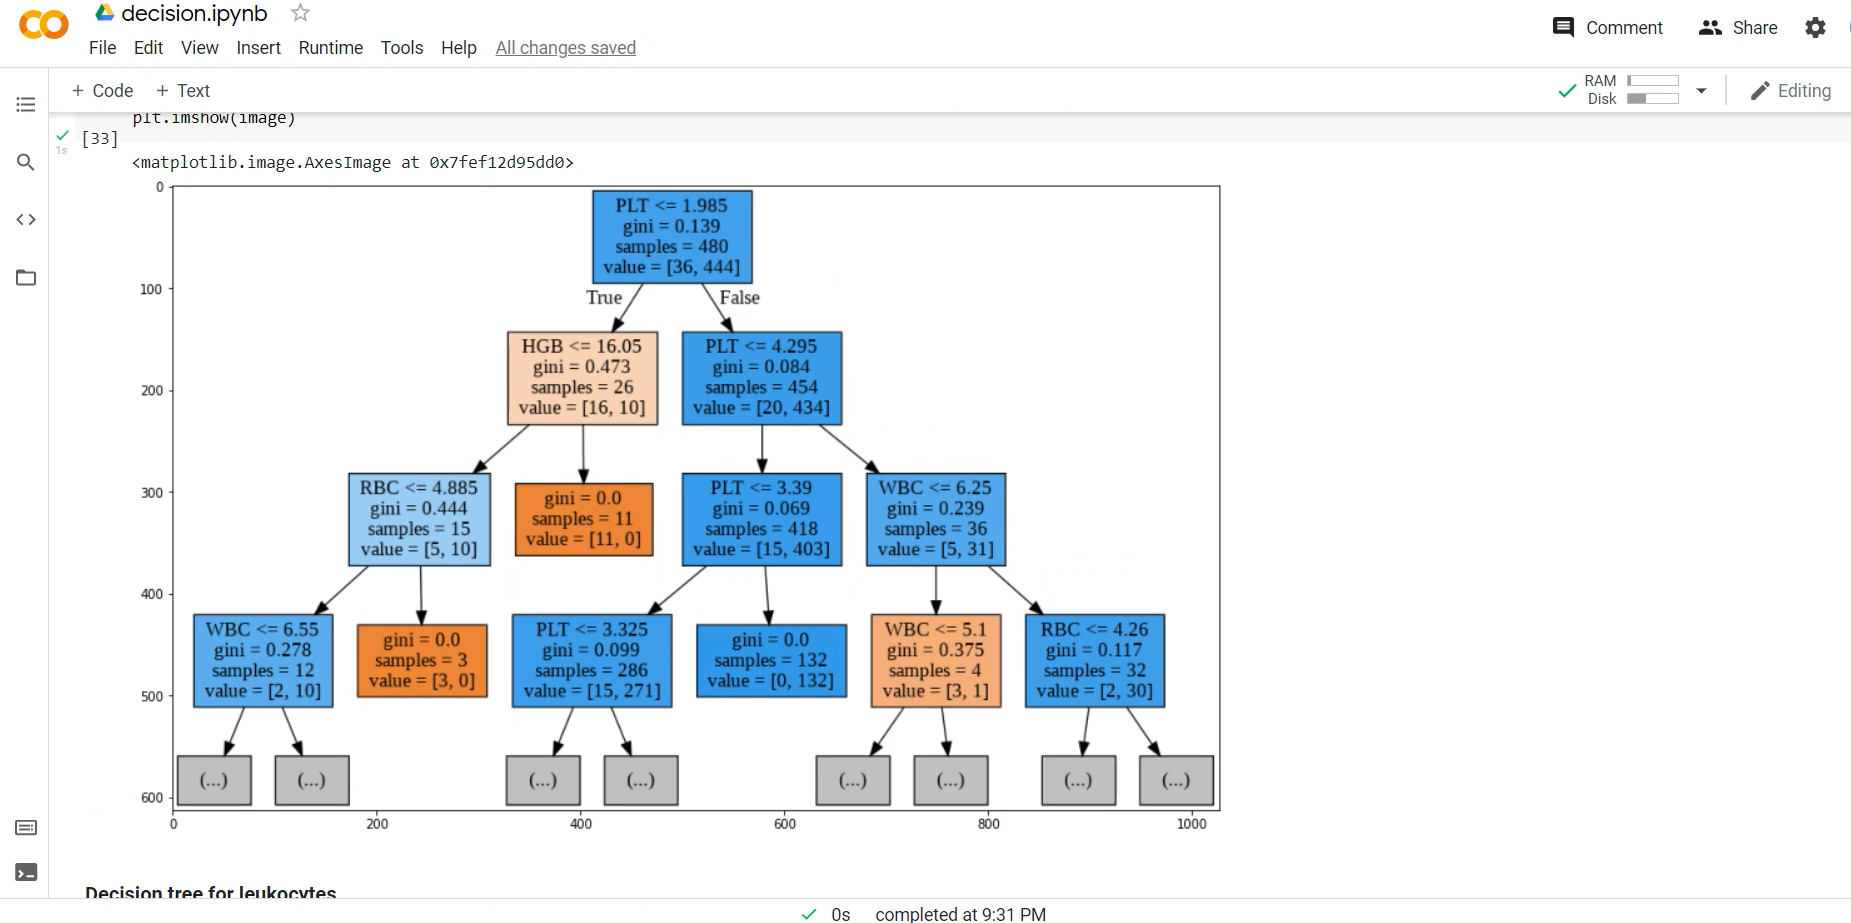 decision.ipynb
File Edit View Insert Runtime Tools Help All changes saved
Comment Share
+ Code + Text
RAM
Disk
Editing
plt.imshow(image)
[33]
1s
<matplotlib.image.AxesImage at 0x7fef12d95dd0>
0
100
200
300
400
500
600
PLT <= 1.985
gini = 0.139
samples = 480
value = [36, 444]
True
False
HGB <= 16.05
gini = 0.473
samples = 26
value = [16, 10]
PLT <= 4.295
gini = 0.084
samples = 454
value = [20, 434]
RBC <= 4.885
gini = 0.444
samples = 15
value = [5, 10]
gini = 0.0
samples = 11
value = [11, 0]
PLT <= 3.39
gini = 0.069
samples = 418
value = [15, 403]
WBC <= 6.25
gini = 0.239
samples = 36
value = [5, 31]
WBC <= 6.55
gini = 0.278
samples = 12
value = [2, 10]
gini = 0.0
samples = 3
value = [3, 0]
PLT <= 3.325
gini = 0.099
samples = 286
value = [15, 271]
gini = 0.0
samples = 132
value = [0, 132]
WBC <= 5.1
gini = 0.375
samples = 4
value = [3, 1]
RBC <= 4.26
gini = 0.117
samples = 32
value = [2, 30]
(...) (...) (...) (...) (...) (...) (...) (...)
0 200 400 600 800 1000
Decision tree for leukocytes
0s completed at 9:31 PM